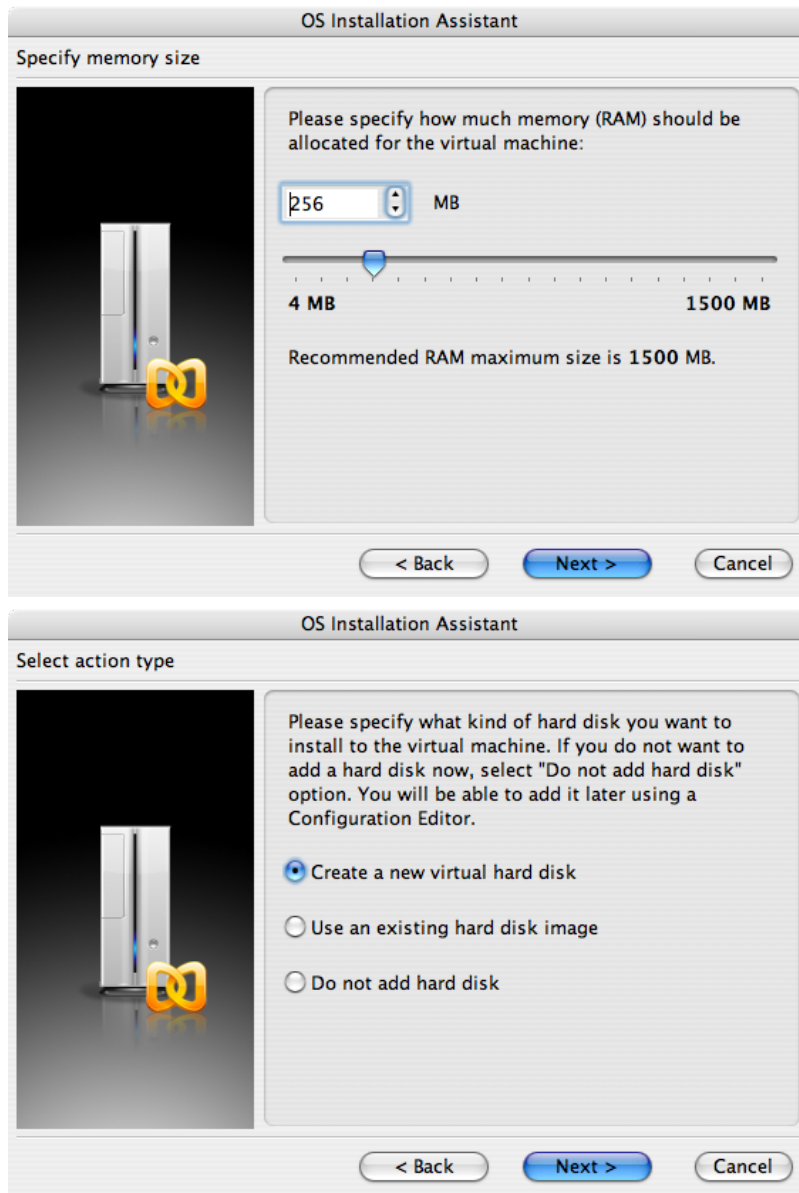 OS Installation Assistant
Specify memory size
Please specify how much memory (RAM) should be
allocated for the virtual machine:
256 MB
4 MB 1500 MB
Recommended RAM maximum size is 1500 MB.
< Back Next > Cancel
OS Installation Assistant
Select action type
Please specify what kind of hard disk you want to
install to the virtual machine. If you do not want to
add a hard disk now, select "Do not add hard disk"
option. You will be able to add it later using a
Configuration Editor.
Create a new virtual hard disk
Use an existing hard disk image
Do not add hard disk
< Back Next > Cancel